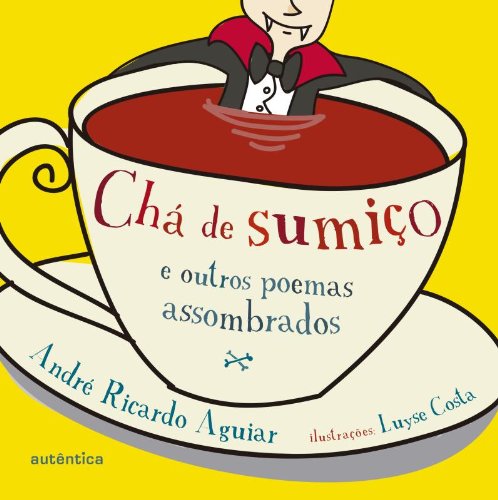 Chá de sumiço
e outros poemas
assombrados
André Ricardo Aguiar
ilustrações: Luyse Costa
autêntica